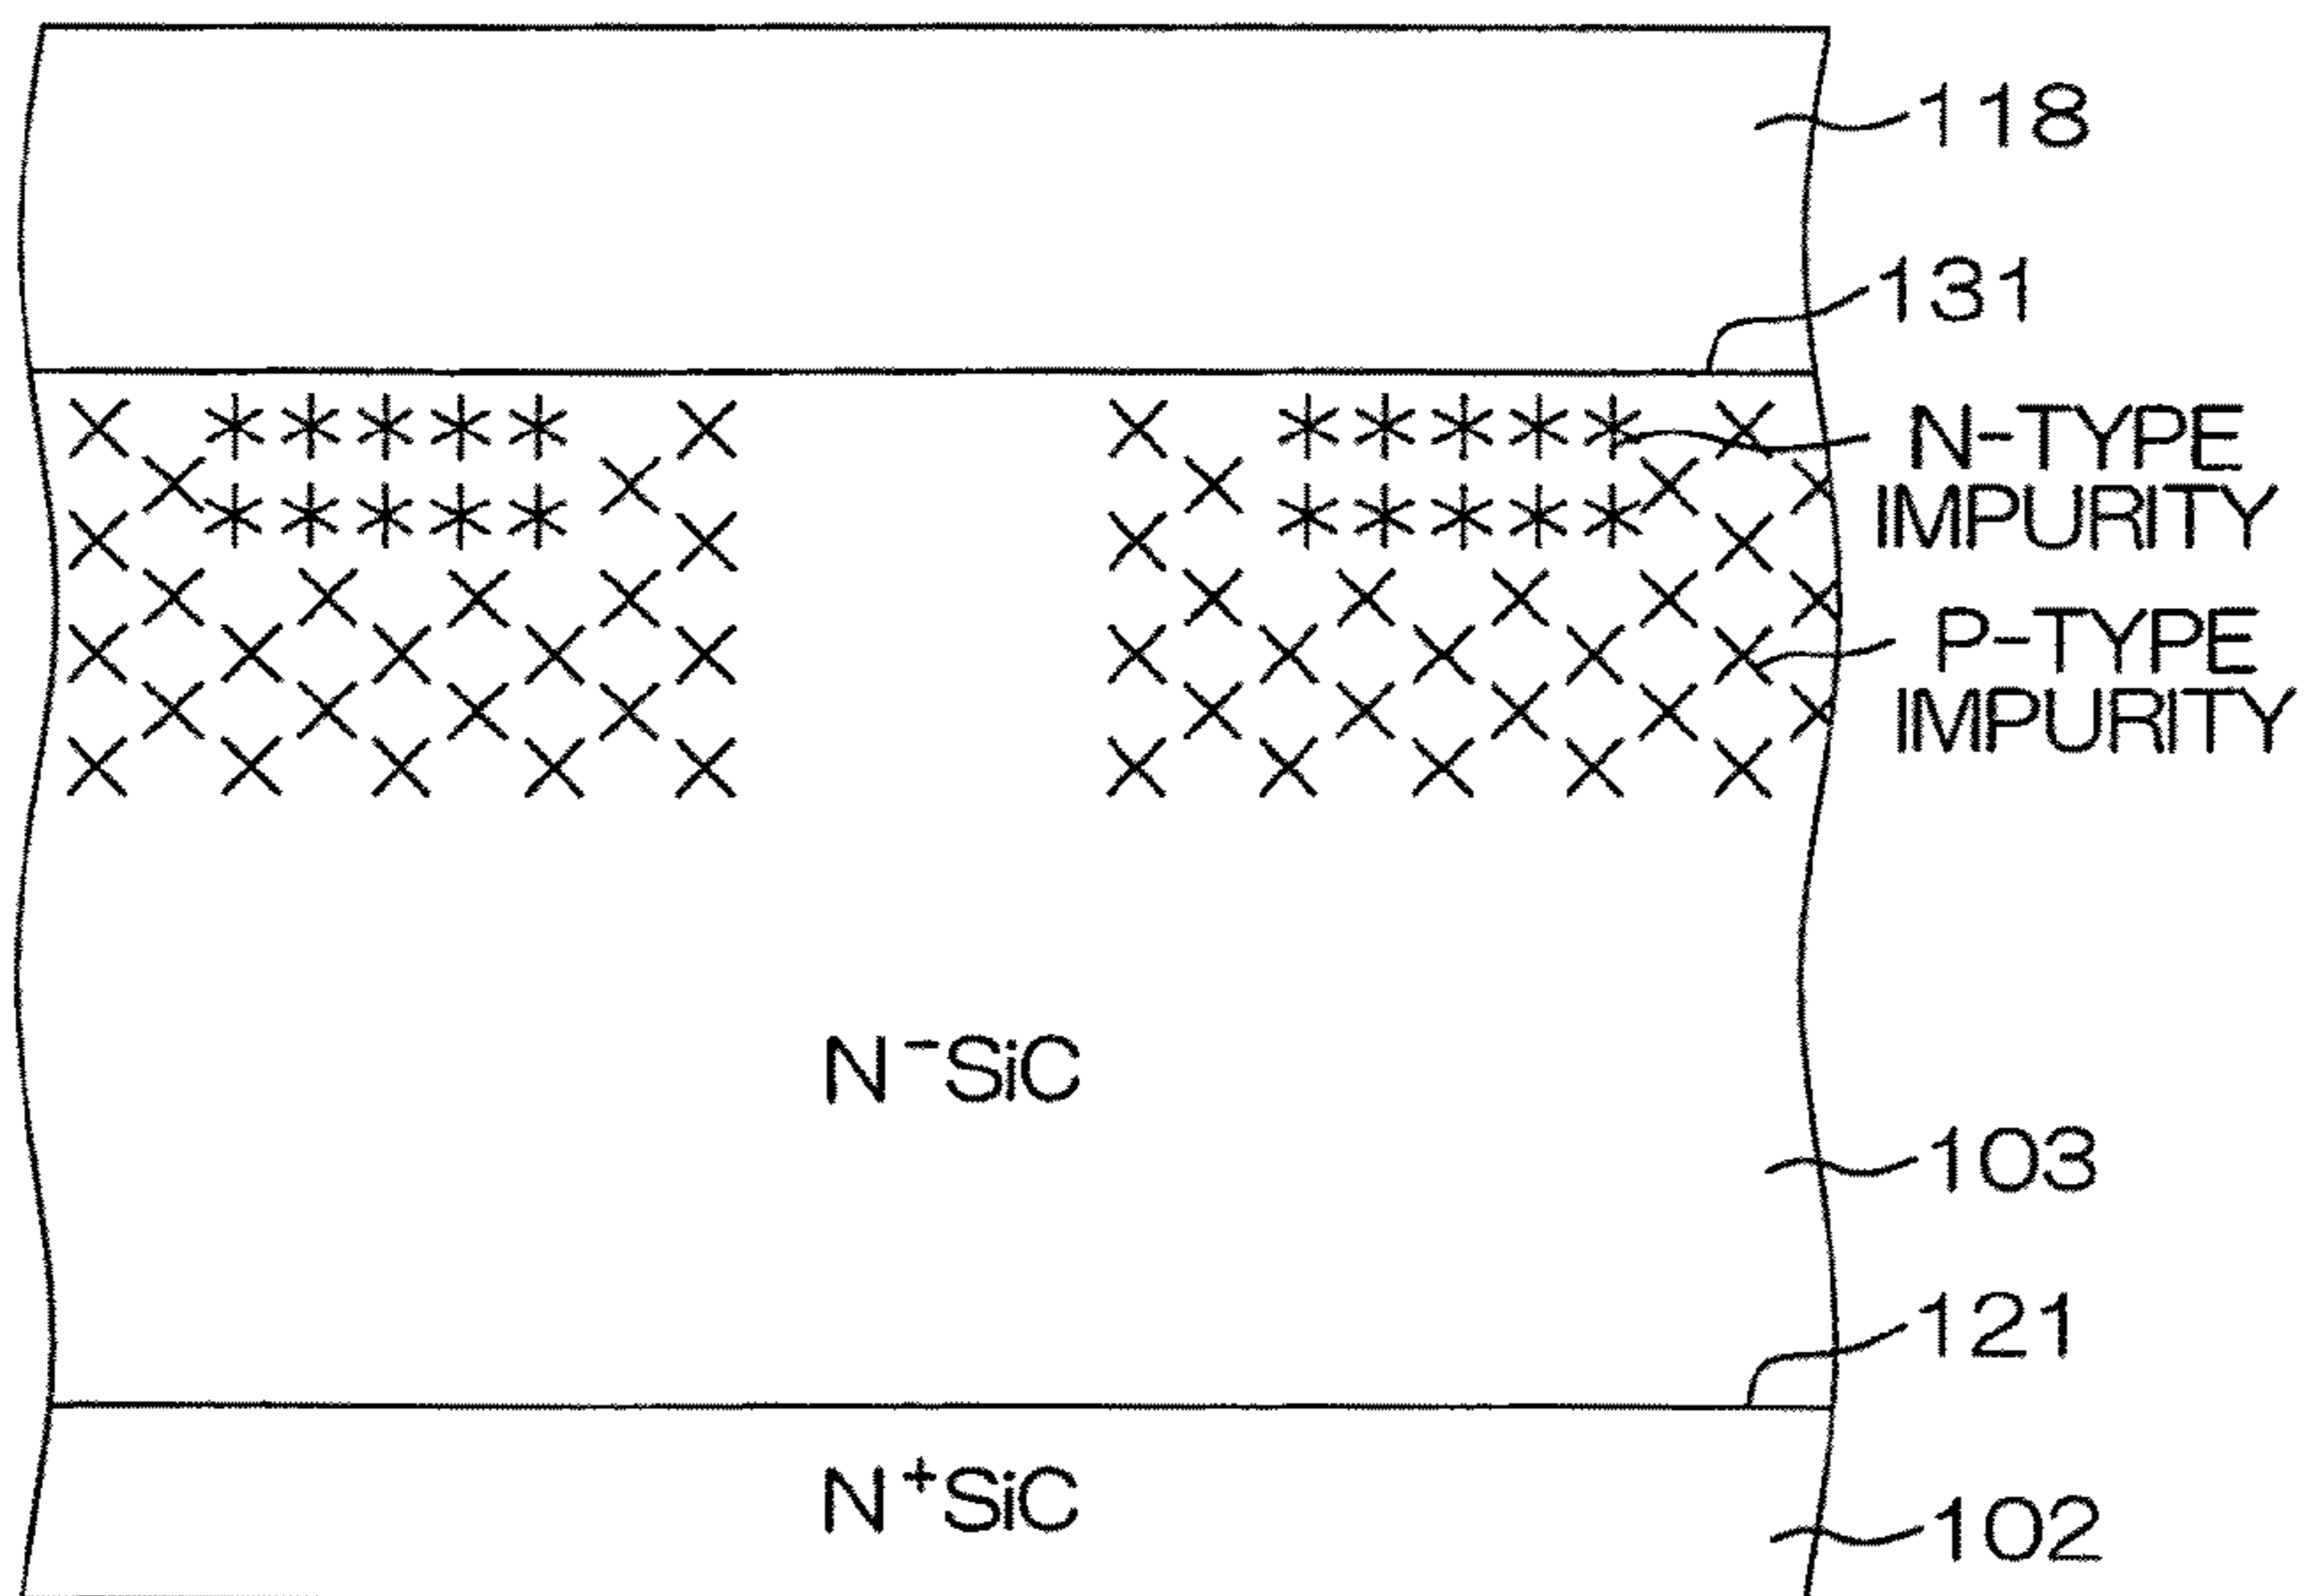 118
131
N-TYPE
IMPURITY
P-TYPE
IMPURITY
N⁻SiC
103
121
N⁺SiC
102